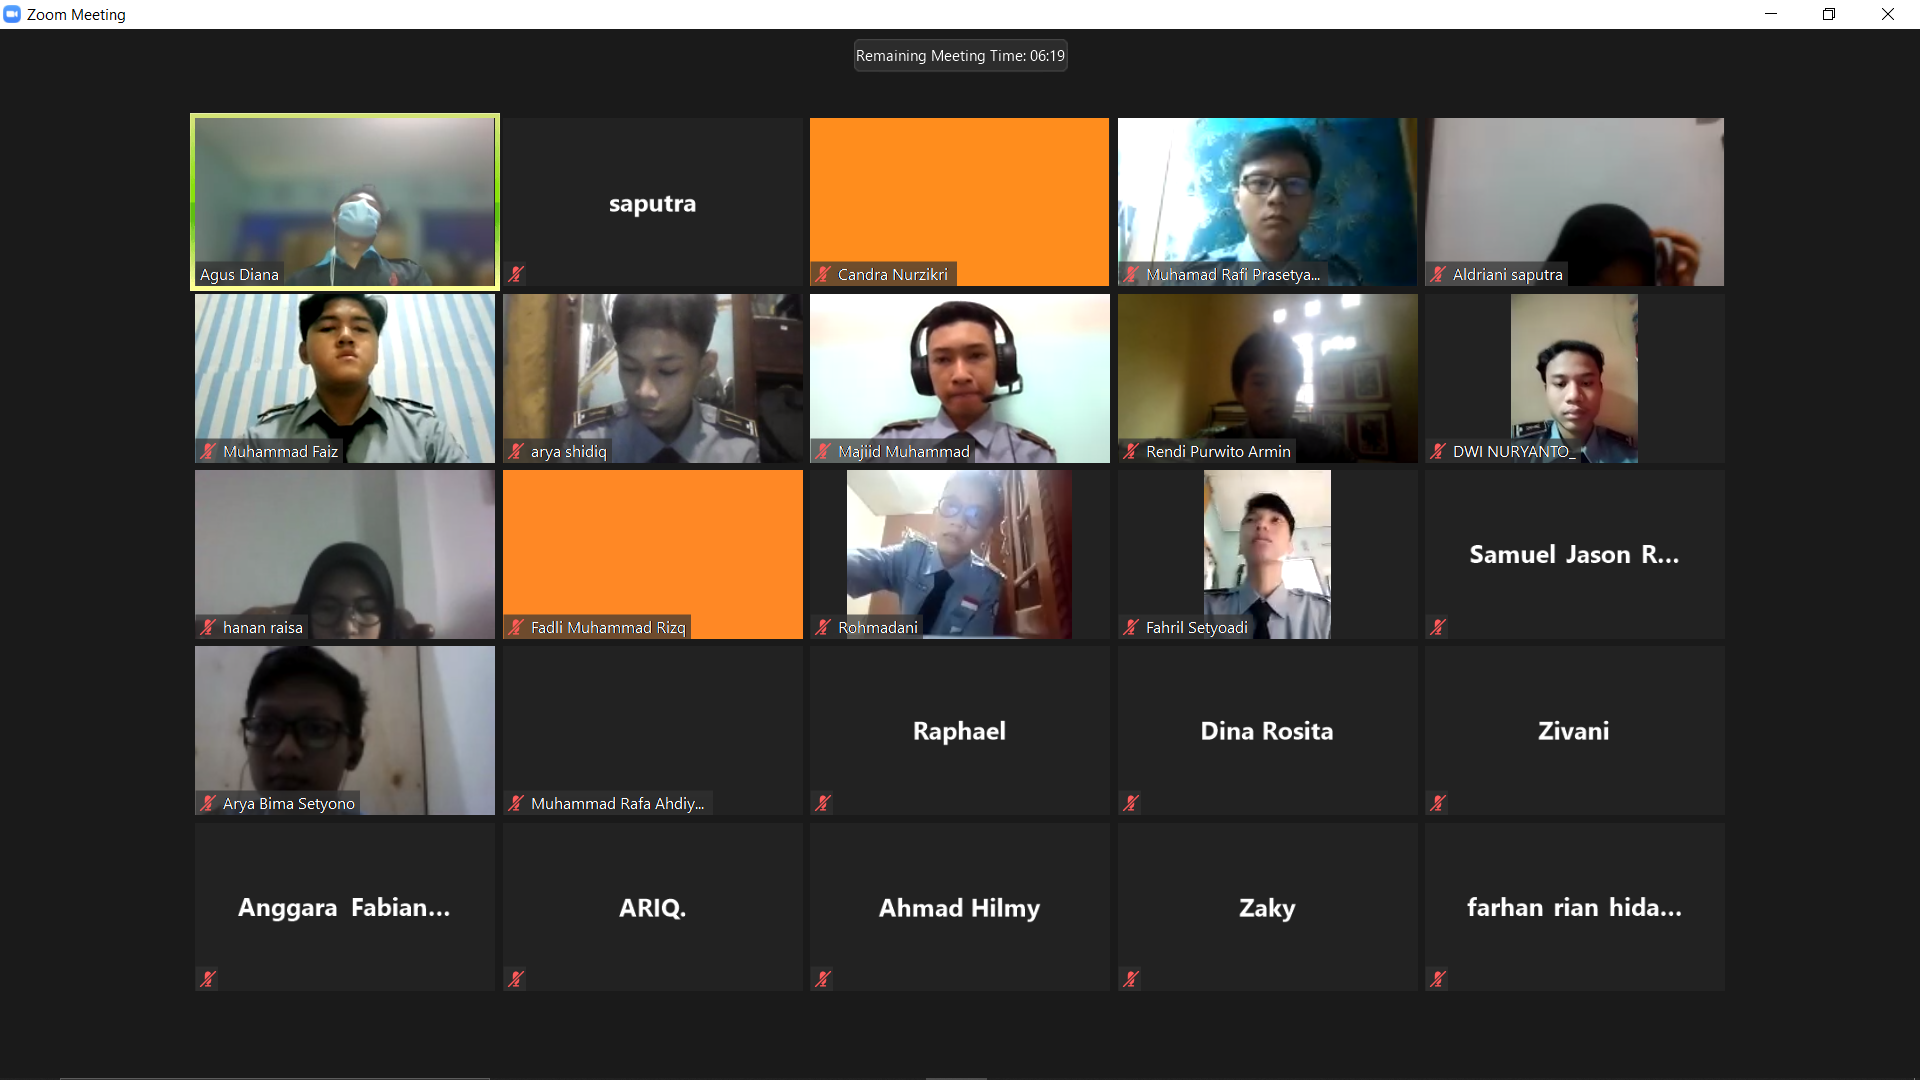 Zoom Meeting
Remaining Meeting Time: 06:19
Agus Diana
saputra
Candra Nurzikri
Muhamad Rafi Prasetya...
Aldriani saputra
Muhammad Faiz
arya shidiq
Majiid Muhammad
Rendi Purwito Armin
DWI NURYANTO_
hanan raisa
Fadli Muhammad Rizq
Rohmadani
Fahril Setyoadi
Samuel Jason R...
Arya Bima Setyono
Muhammad Rafa Ahdiy...
Raphael
Dina Rosita
Zivani
Anggara Fabian...
ARIQ.
Ahmad Hilmy
Zaky
farhan rian hida...